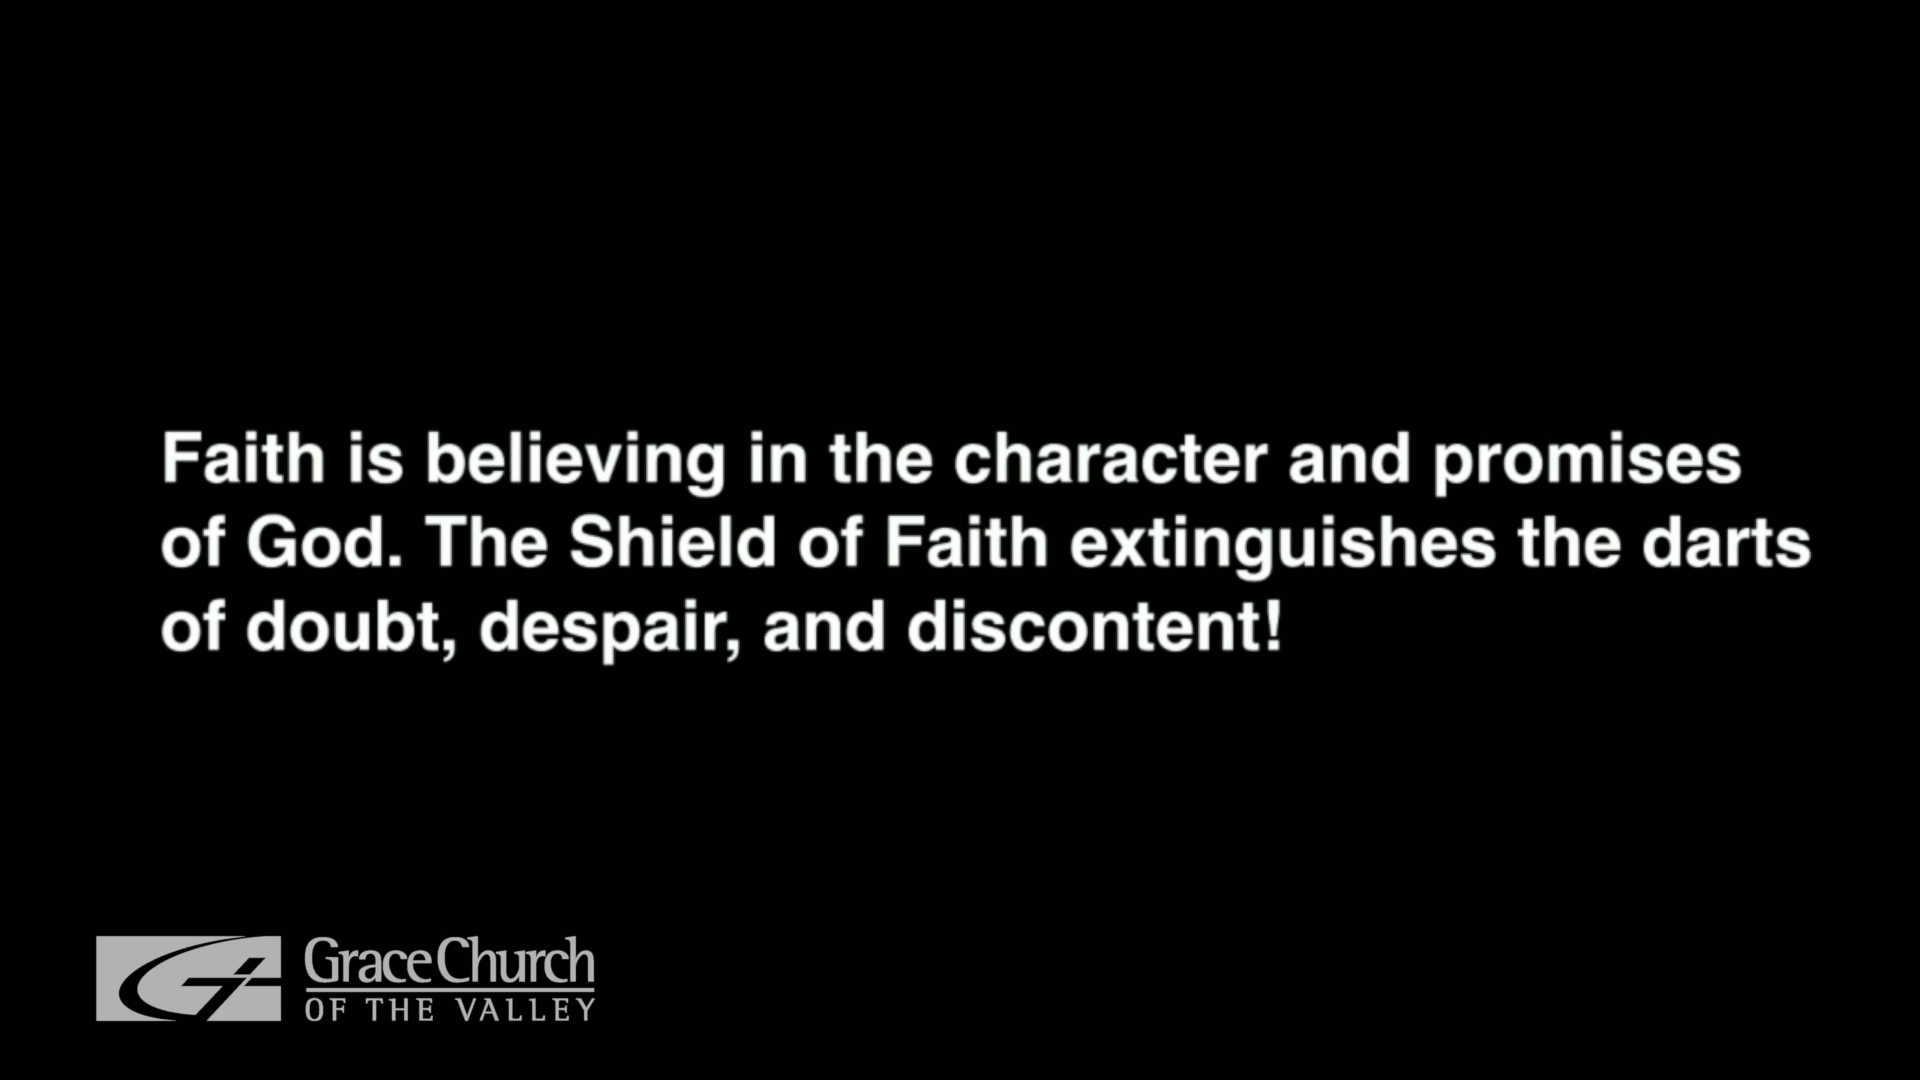 Faith is believing in the character and promises
of God. The Shield of Faith extinguishes the darts
of doubt, despair, and discontent!
Grace Church
OF THE VALLEY